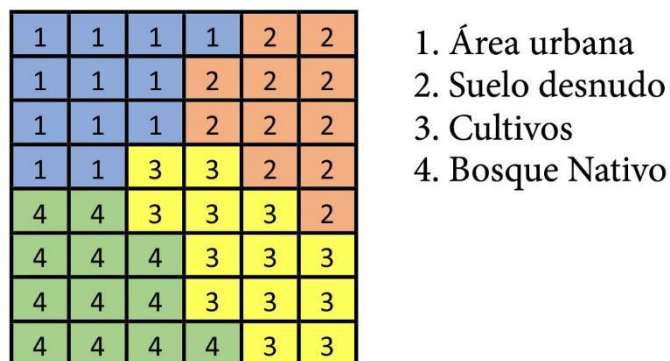 1 1 1 1 2 2
1 1 1 2 2 2
1 1 1 2 2 2
1 1 3 3 2 2
4 4 3 3 3 2
4 4 4 3 3 3
4 4 4 3 3 3
4 4 4 4 3 3
1. Área urbana
2. Suelo desnudo
3. Cultivos
4. Bosque Nativo